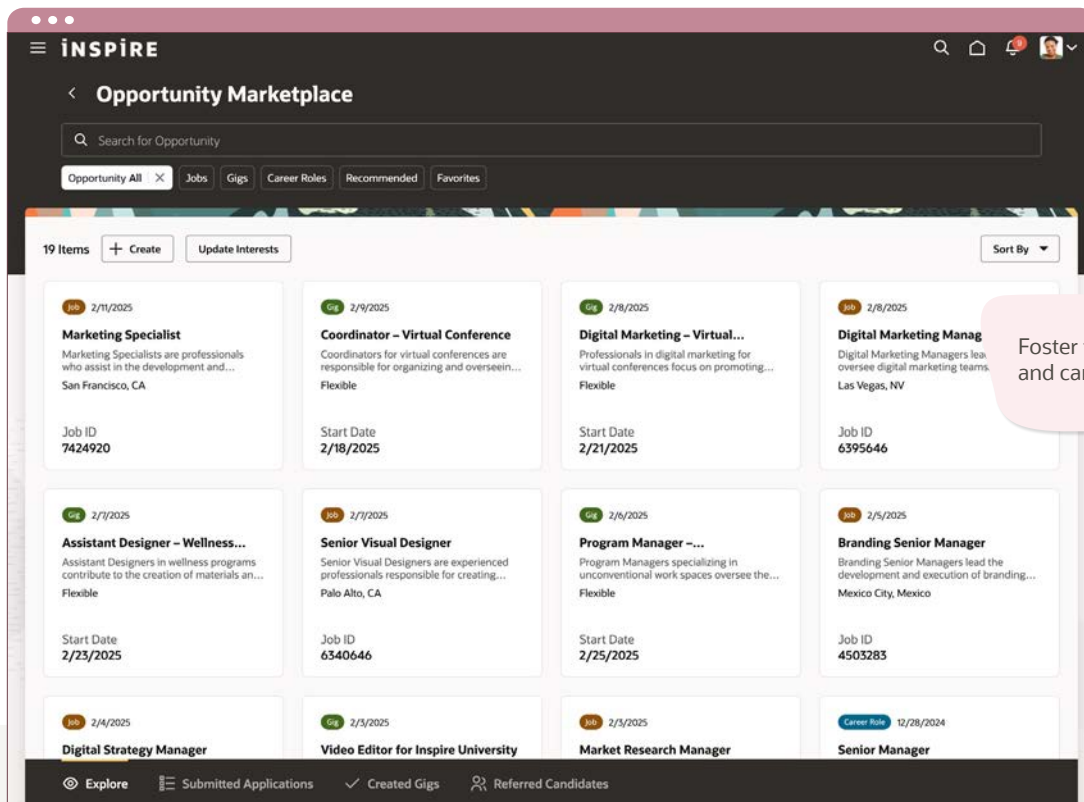 iNSPiRE
9
Opportunity Marketplace
Search for Opportunity
Opportunity All Jobs Gigs Career Roles Recommended Favorites
19 Items + Create Update Interests Sort By
Job 2/11/2025
Marketing Specialist
Marketing Specialists are professionals
who assist in the development and...
San Francisco, CA
Job ID
7424920
Gig 2/9/2025
Coordinator – Virtual Conference
Coordinators for virtual conferences are
responsible for organizing and overseein...
Flexible
Start Date
2/18/2025
Gig 2/8/2025
Digital Marketing – Virtual...
Professionals in digital marketing for
virtual conferences focus on promoting...
Flexible
Start Date
2/21/2025
Job 2/8/2025
Digital Marketing Manag
Digital Marketing Managers lea
oversee digital marketing teams
Las Vegas, NV
Job ID
6395646
Foster
and ca
Gig 2/7/2025
Assistant Designer – Wellness...
Assistant Designers in wellness programs
contribute to the creation of materials an...
Flexible
Start Date
2/23/2025
Job 2/7/2025
Senior Visual Designer
Senior Visual Designers are experienced
professionals responsible for creating...
Palo Alto, CA
Job ID
6340646
Gig 2/6/2025
Program Manager –...
Program Managers specializing in
unconventional work spaces oversee the...
Flexible
Start Date
2/25/2025
Job 2/5/2025
Branding Senior Manager
Branding Senior Managers lead the
development and execution of branding...
Mexico City, Mexico
Job ID
4503283
Job 2/4/2025
Digital Strategy Manager
Gig 2/3/2025
Video Editor for Inspire University
Job 2/3/2025
Market Research Manager
Career Role 12/28/2024
Senior Manager
Explore Submitted Applications Created Gigs Referred Candidates